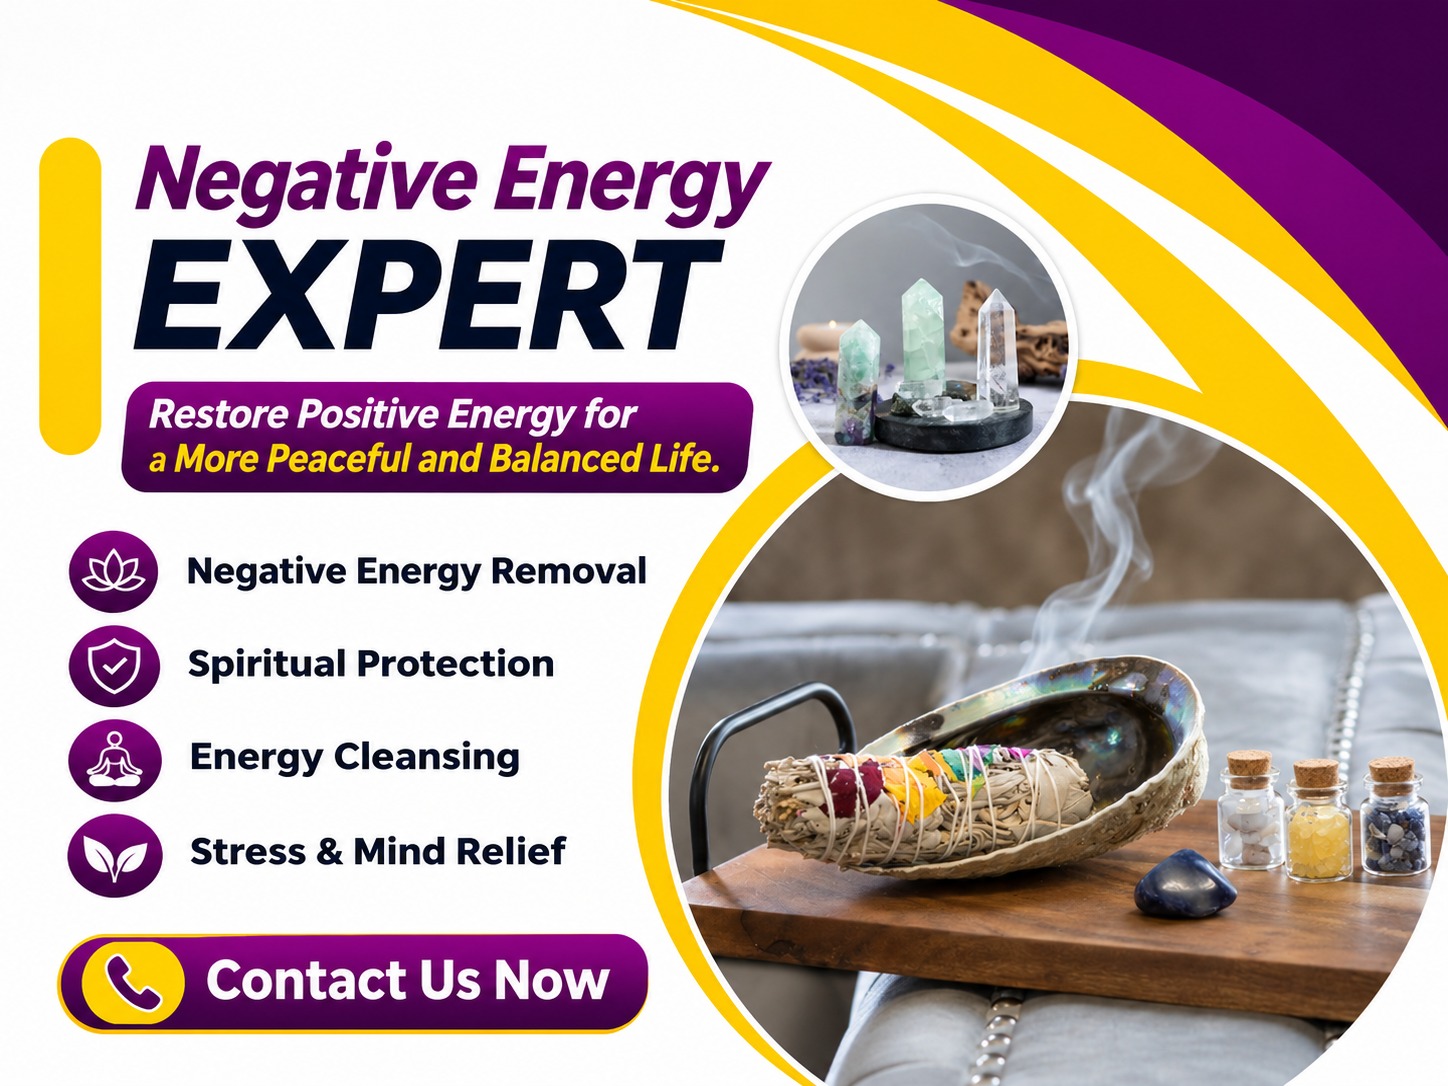 Negative Energy
EXPERT
Restore Positive Energy for
a More Peaceful and Balanced Life.
Negative Energy Removal
Spiritual Protection
Energy Cleansing
Stress & Mind Relief
Contact Us Now